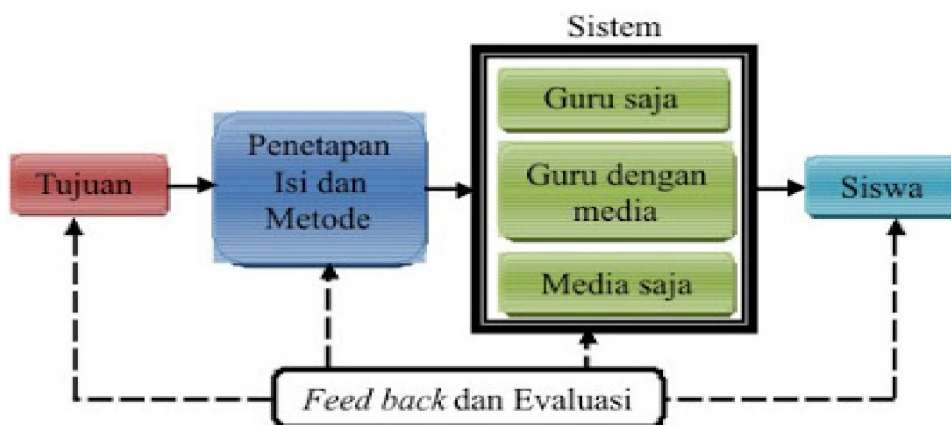 Sistem
Guru saja
Penetapan
Isi dan
Metode
Tujuan
Guru dengan
media
Siswa
Media saja
Feed back dan Evaluasi